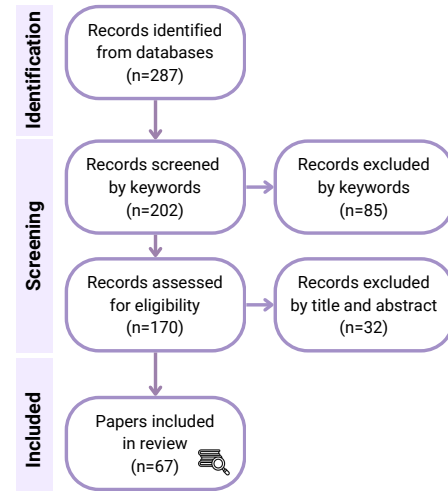 Identification
Records identified
from databases
(n=287)
Screening
Records screened
by keywords
(n=202)
Records excluded
by keywords
(n=85)
Records assessed
for eligibility
(n=170)
Records excluded
by title and abstract
(n=32)
Included
Papers included
in review
(n=67)